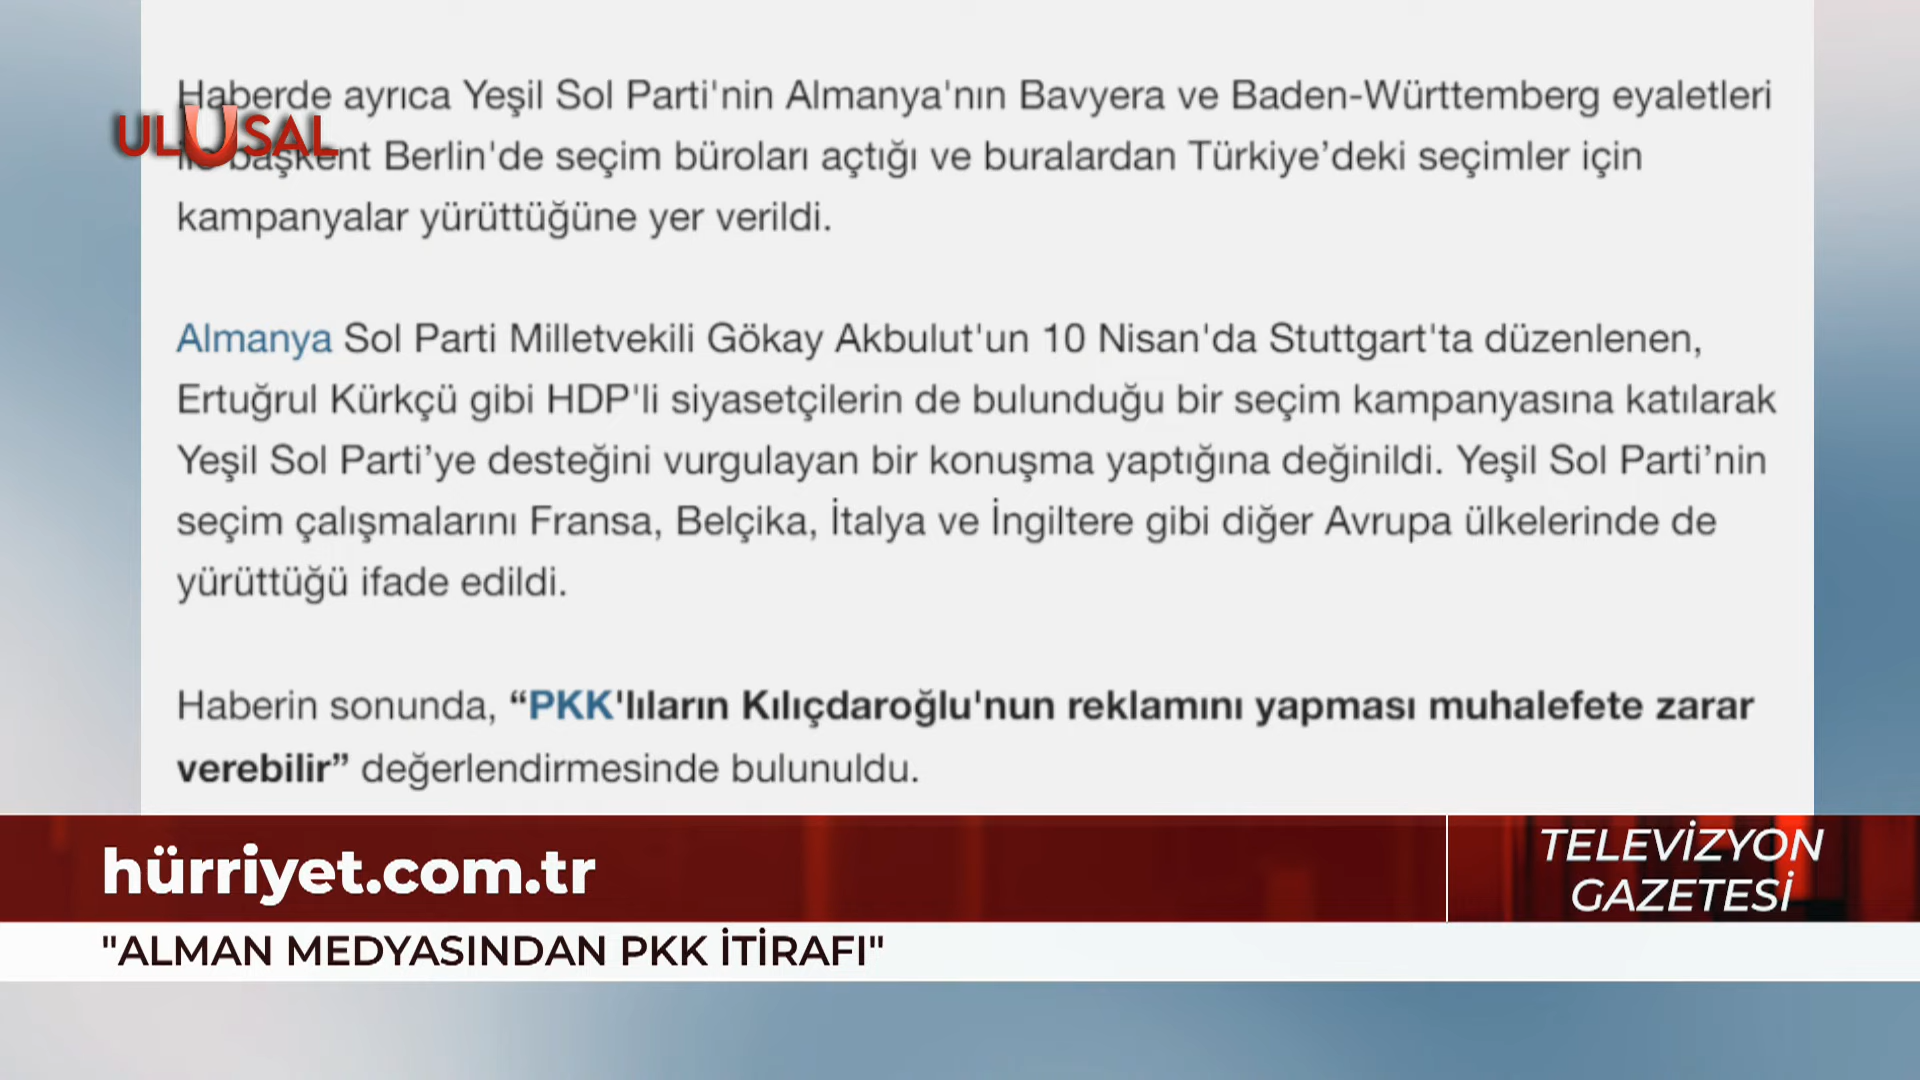 Haberde ayrıca Yeşil Sol Parti'nin Almanya'nın Bavyera ve Baden-Württemberg eyaletleri
ULUSAL
ile başkent Berlin'de seçim büroları açtığı ve buralardan Türkiye’deki seçimler için
kampanyalar yürüttüğüne yer verildi.
Almanya Sol Parti Milletvekili Gökay Akbulut'un 10 Nisan'da Stuttgart'ta düzenlenen,
Ertuğrul Kürkçü gibi HDP'li siyasetçilerin de bulunduğu bir seçim kampanyasına katılarak
Yeşil Sol Parti’ye desteğini vurgulayan bir konuşma yaptığına değinildi. Yeşil Sol Parti’nin
seçim çalışmalarını Fransa, Belçika, İtalya ve İngiltere gibi diğer Avrupa ülkelerinde de
yürüttüğü ifade edildi.
Haberin sonunda, “PKK'lıların Kılıçdaroğlu'nun reklamını yapması muhalefete zarar
verebilir” değerlendirmesinde bulunuldu.
hürriyet.com.tr
TELEVİZYON
GAZETESİ
"ALMAN MEDYASINDAN PKK İTİRAFI"